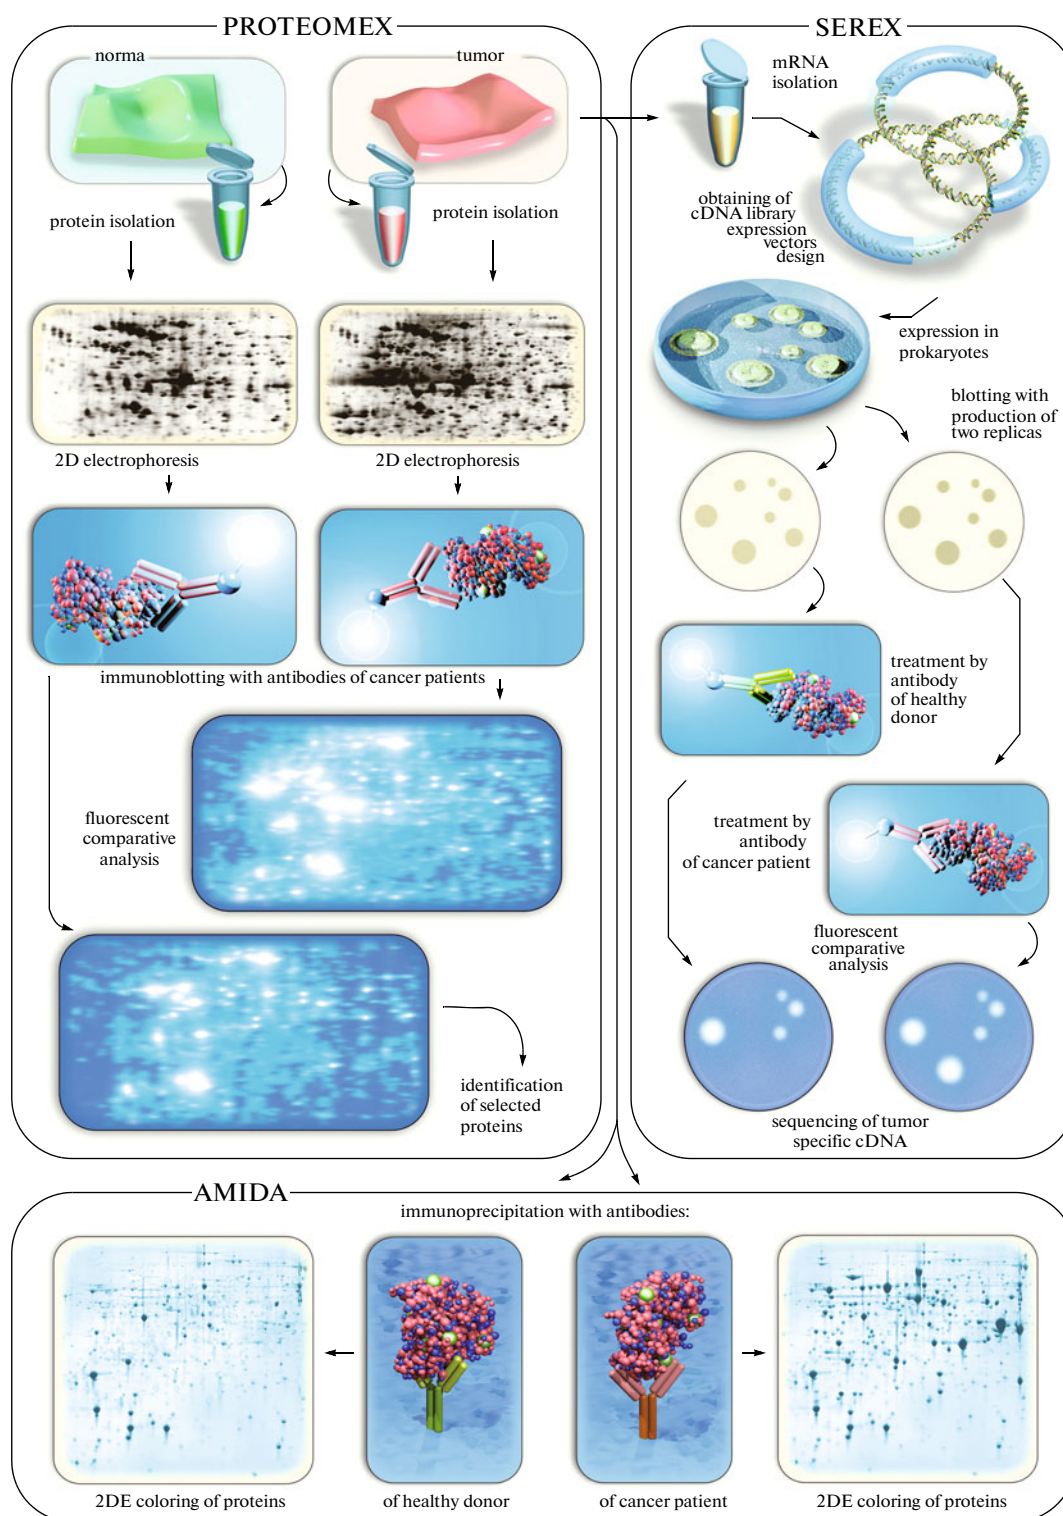 PROTEOMEX
norma
tumor
protein isolation
protein isolation
2D electrophoresis
2D electrophoresis
immunoblotting with antibodies of cancer patients
fluorescent
comparative
analysis
identification
of selected
proteins
SEREX
mRNA
isolation
obtaining of
cDNA library
expression
vectors
design
expression in
prokaryotes
blotting with
production of
two replicas
treatment by
antibody
of healthy
donor
treatment by
antibody
of cancer patient
fluorescent
comparative
analysis
sequencing of tumor
specific cDNA
AMIDA
immunoprecipitation with antibodies:
2DE coloring of proteins
of healthy donor
of cancer patient
2DE coloring of proteins